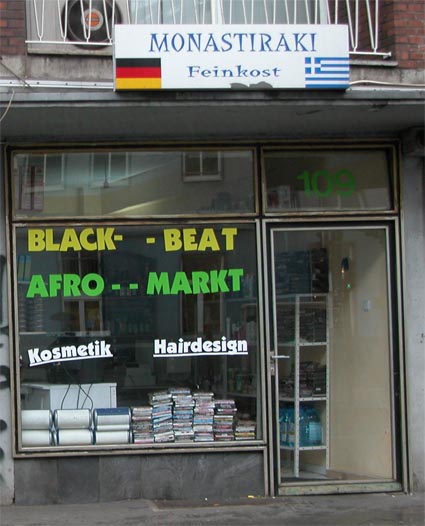 MONASTIRAKI
Feinkost
109
BLACK- -BEAT
AFRO - - MARKT
Kosmetik Hairdesign